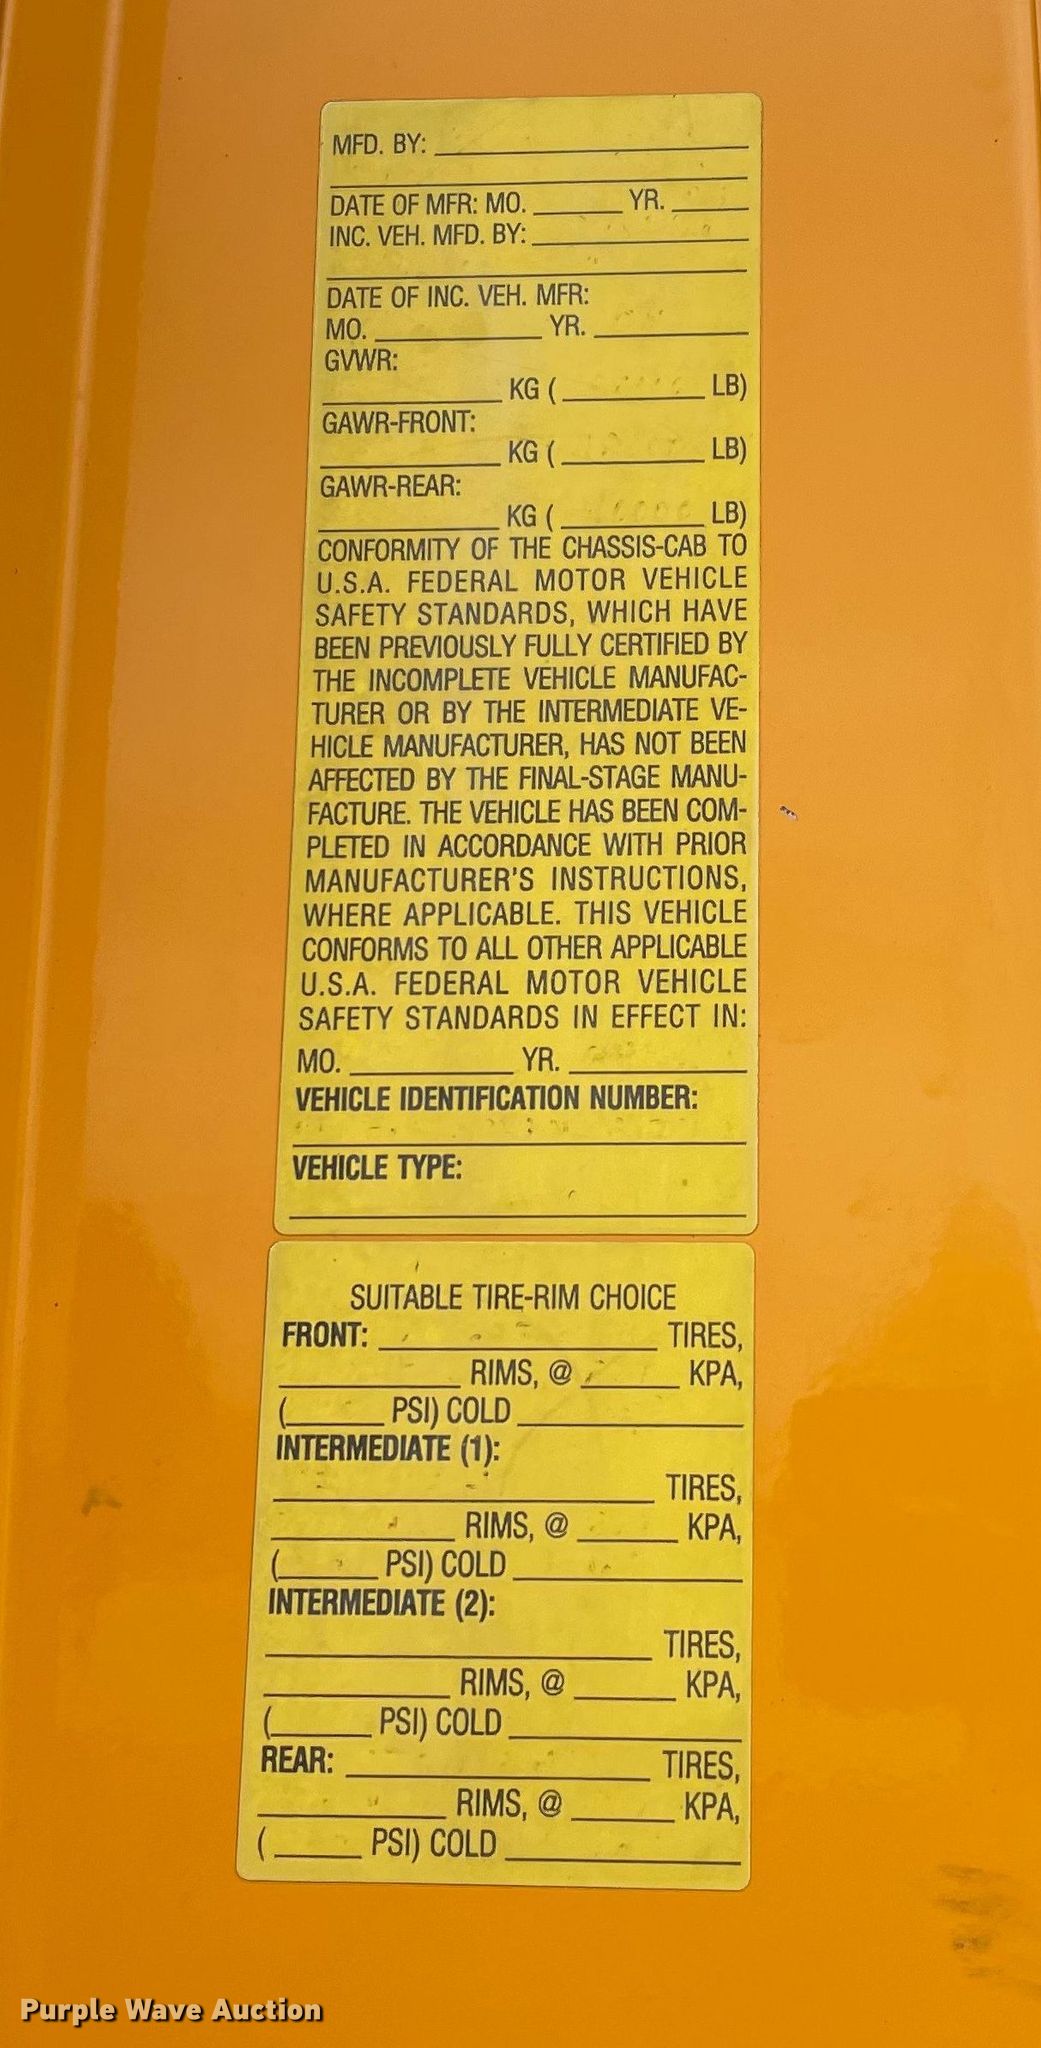 MFD. BY:
DATE OF MFR: MO. YR.
INC. VEH. MFD. BY:
DATE OF INC. VEH. MFR:
MO. YR.
GVWR:
KG ( LB)
GAWR-FRONT:
KG ( LB)
GAWR-REAR:
KG ( LB)
CONFORMITY OF THE CHASSIS-CAB TO
U.S.A. FEDERAL MOTOR VEHICLE
SAFETY STANDARDS, WHICH HAVE
BEEN PREVIOUSLY FULLY CERTIFIED BY
THE INCOMPLETE VEHICLE MANUFAC-
TURER OR BY THE INTERMEDIATE VE-
HICLE MANUFACTURER, HAS NOT BEEN
AFFECTED BY THE FINAL-STAGE MANU-
FACTURE. THE VEHICLE HAS BEEN COM-
PLETED IN ACCORDANCE WITH PRIOR
MANUFACTURER'S INSTRUCTIONS,
WHERE APPLICABLE. THIS VEHICLE
CONFORMS TO ALL OTHER APPLICABLE
U.S.A. FEDERAL MOTOR VEHICLE
SAFETY STANDARDS IN EFFECT IN:
MO. YR.
VEHICLE IDENTIFICATION NUMBER:
VEHICLE TYPE:
SUITABLE TIRE-RIM CHOICE
FRONT: TIRES,
RIMS, @ KPA,
( PSI) COLD
INTERMEDIATE (1):
TIRES,
RIMS, @ KPA,
( PSI) COLD
INTERMEDIATE (2):
TIRES,
RIMS, @ KPA,
( PSI) COLD
REAR: TIRES,
RIMS, @ KPA,
( PSI) COLD
Purple Wave Auction